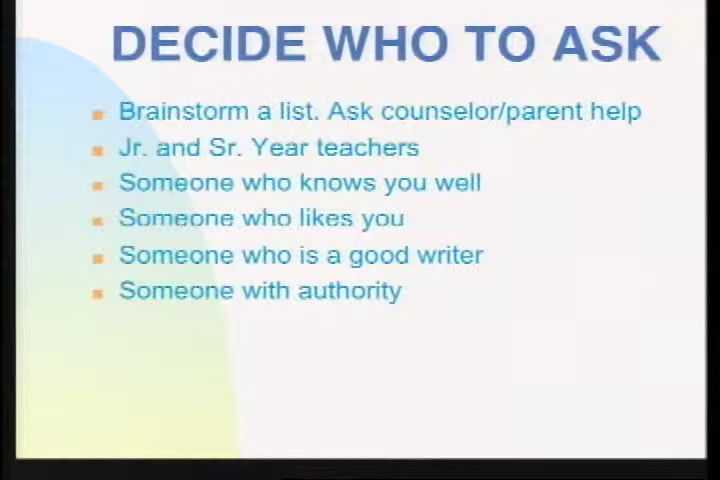 DECIDE WHO TO ASK
Brainstorm a list. Ask counselor/parent help
Jr. and Sr. Year teachers
Someone who knows you well
Someone who likes you
Someone who is a good writer
Someone with authority